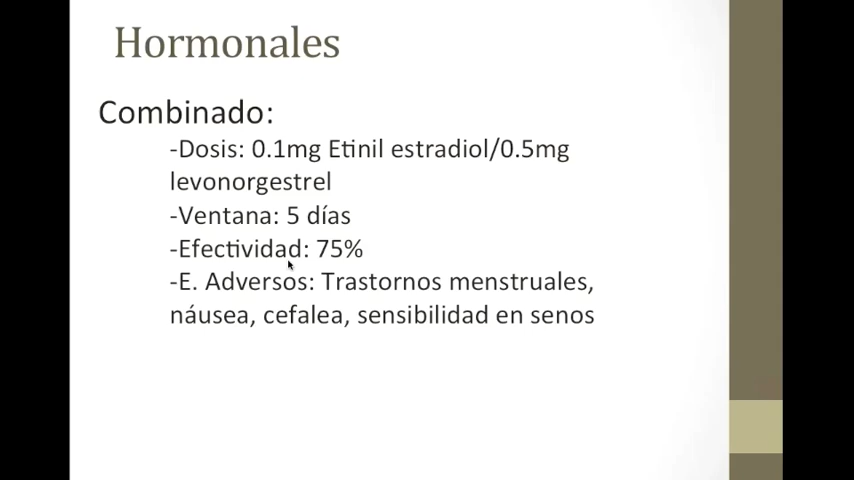 Hormonales
Combinado:
-Dosis: 0.1mg Etinil estradiol/0.5mg
levonorgestrel
-Ventana: 5 días
-Efectividad: 75%
-E. Adversos: Trastornos menstruales,
náusea, cefalea, sensibilidad en senos